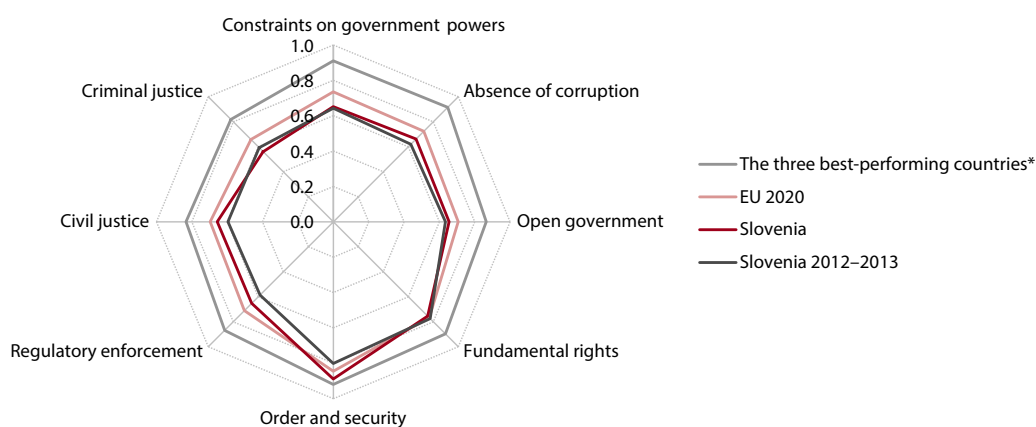 Constraints on government powers
1.0
0.8
0.6
0.4
0.2
0.0
Absence of corruption
Open government
Fundamental rights
Order and security
Regulatory enforcement
Civil justice
Criminal justice
The three best-performing countries*
EU 2020
Slovenia
Slovenia 2012–2013